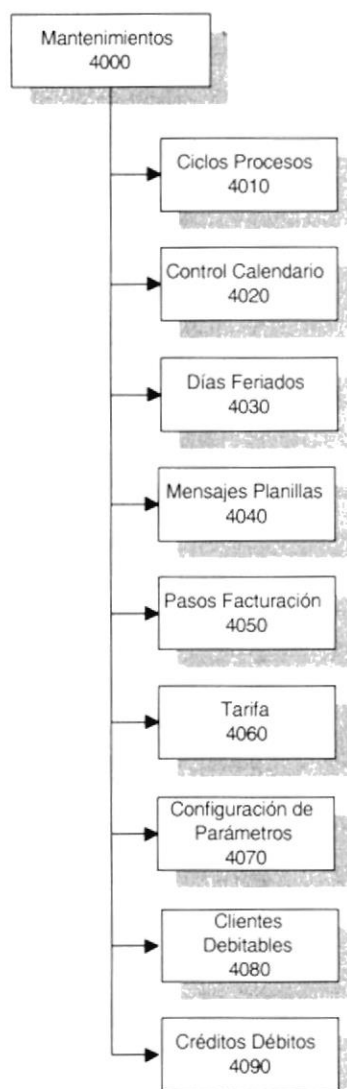 Mantenimientos
4000
Ciclos Procesos
4010
Control Calendario
4020
Días Feriados
4030
Mensajes Planillas
4040
Pasos Facturación
4050
Tarifa
4060
Configuración de
Parámetros
4070
Clientes
Debitables
4080
Créditos Débitos
4090